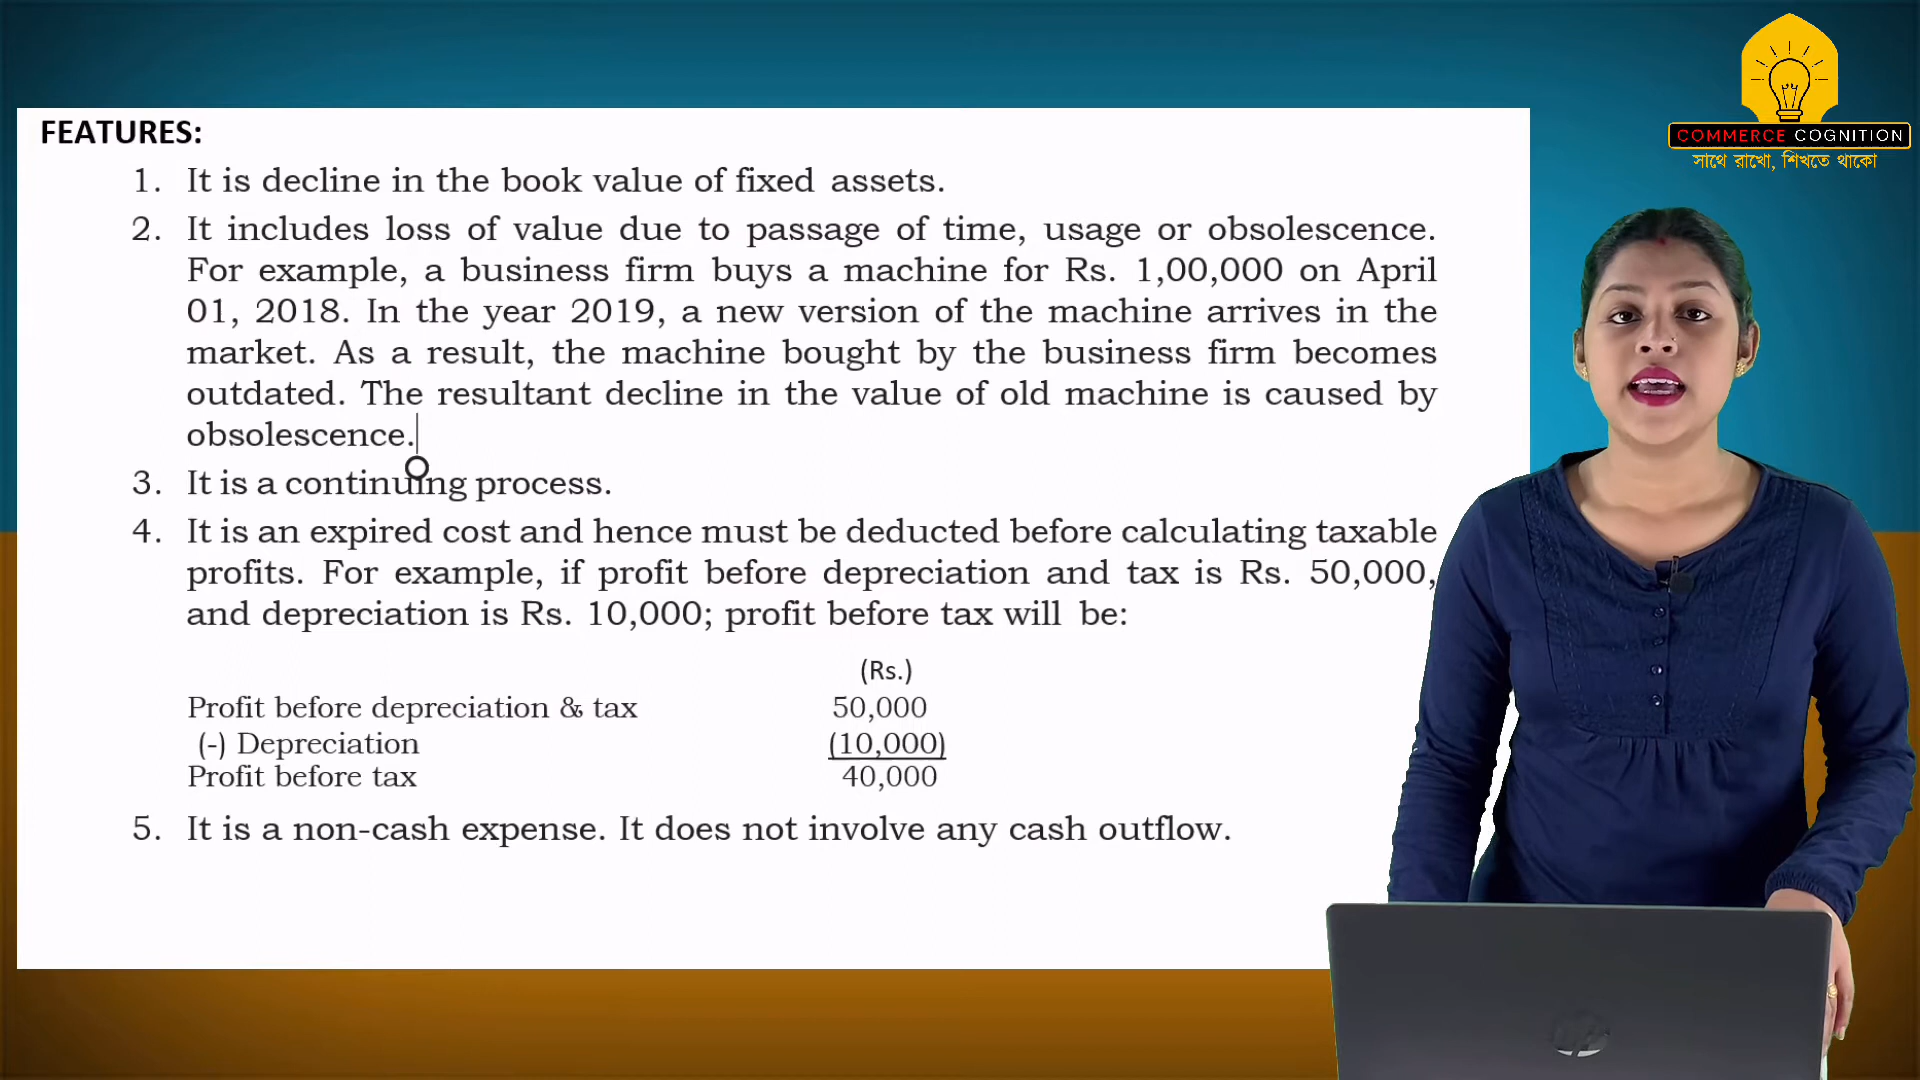 FEATURES:
1. It is decline in the book value of fixed assets.
2. It includes loss of value due to passage of time, usage or obsolescence.
For example, a business firm buys a machine for Rs. 1,00,000 on April
01, 2018. In the year 2019, a new version of the machine arrives in the
market. As a result, the machine bought by the business firm becomes
outdated. The resultant decline in the value of old machine is caused by
obsolescence.
3. It is a continuing process.
4. It is an expired cost and hence must be deducted before calculating taxable
profits. For example, if profit before depreciation and tax is Rs. 50,000,
and depreciation is Rs. 10,000; profit before tax will be:
(Rs.)
Profit before depreciation & tax 50,000
(-) Depreciation (10,000)
Profit before tax 40,000
5. It is a non-cash expense. It does not involve any cash outflow.
COMMERCE COGNITION
সাথে রাখো, শিখতে থাকো
hp